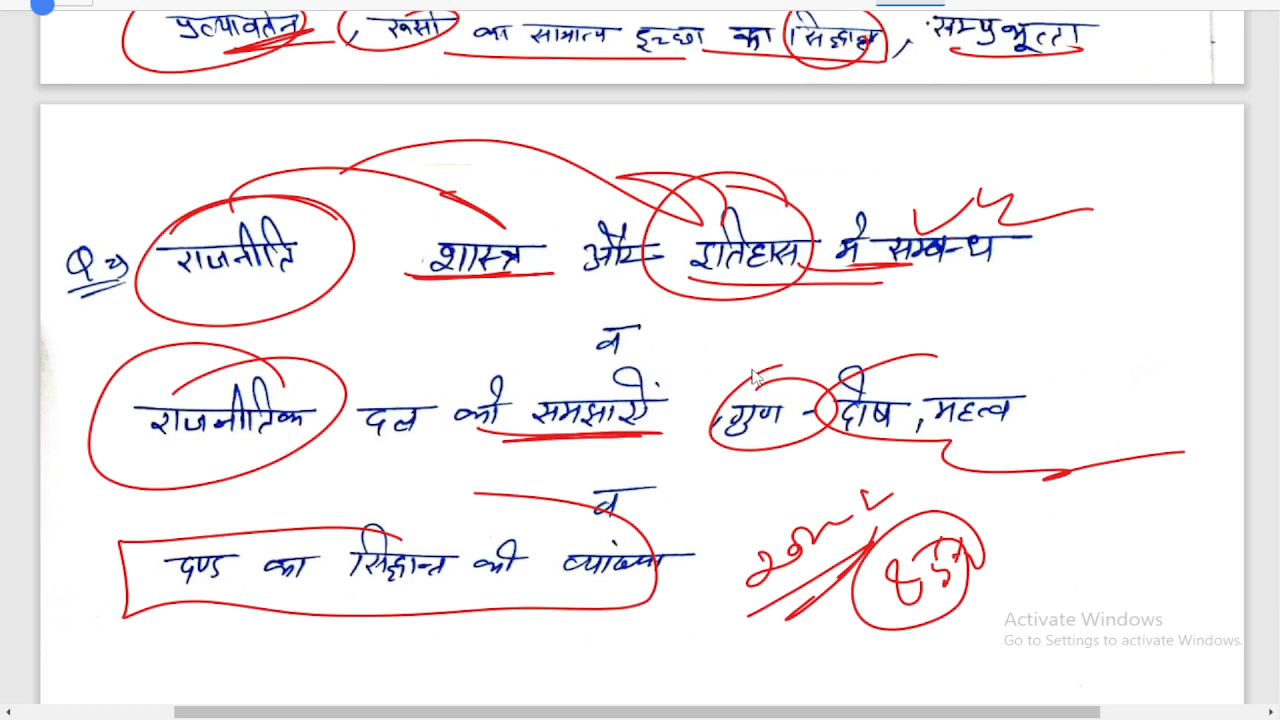 प्रत्यावर्तन, रूसो का सामान्य इच्छा का सिद्धान्त, सम्प्रभुत्ता
राजनीति शास्त्र और इतिहास में सम्बन्ध
व
राजनीतिक दल को समझाएं, गुण - दोष, महत्व
व
दण्ड का सिद्धान्त की व्याख्या
Activate Windows
Go to Settings to activate Windows.